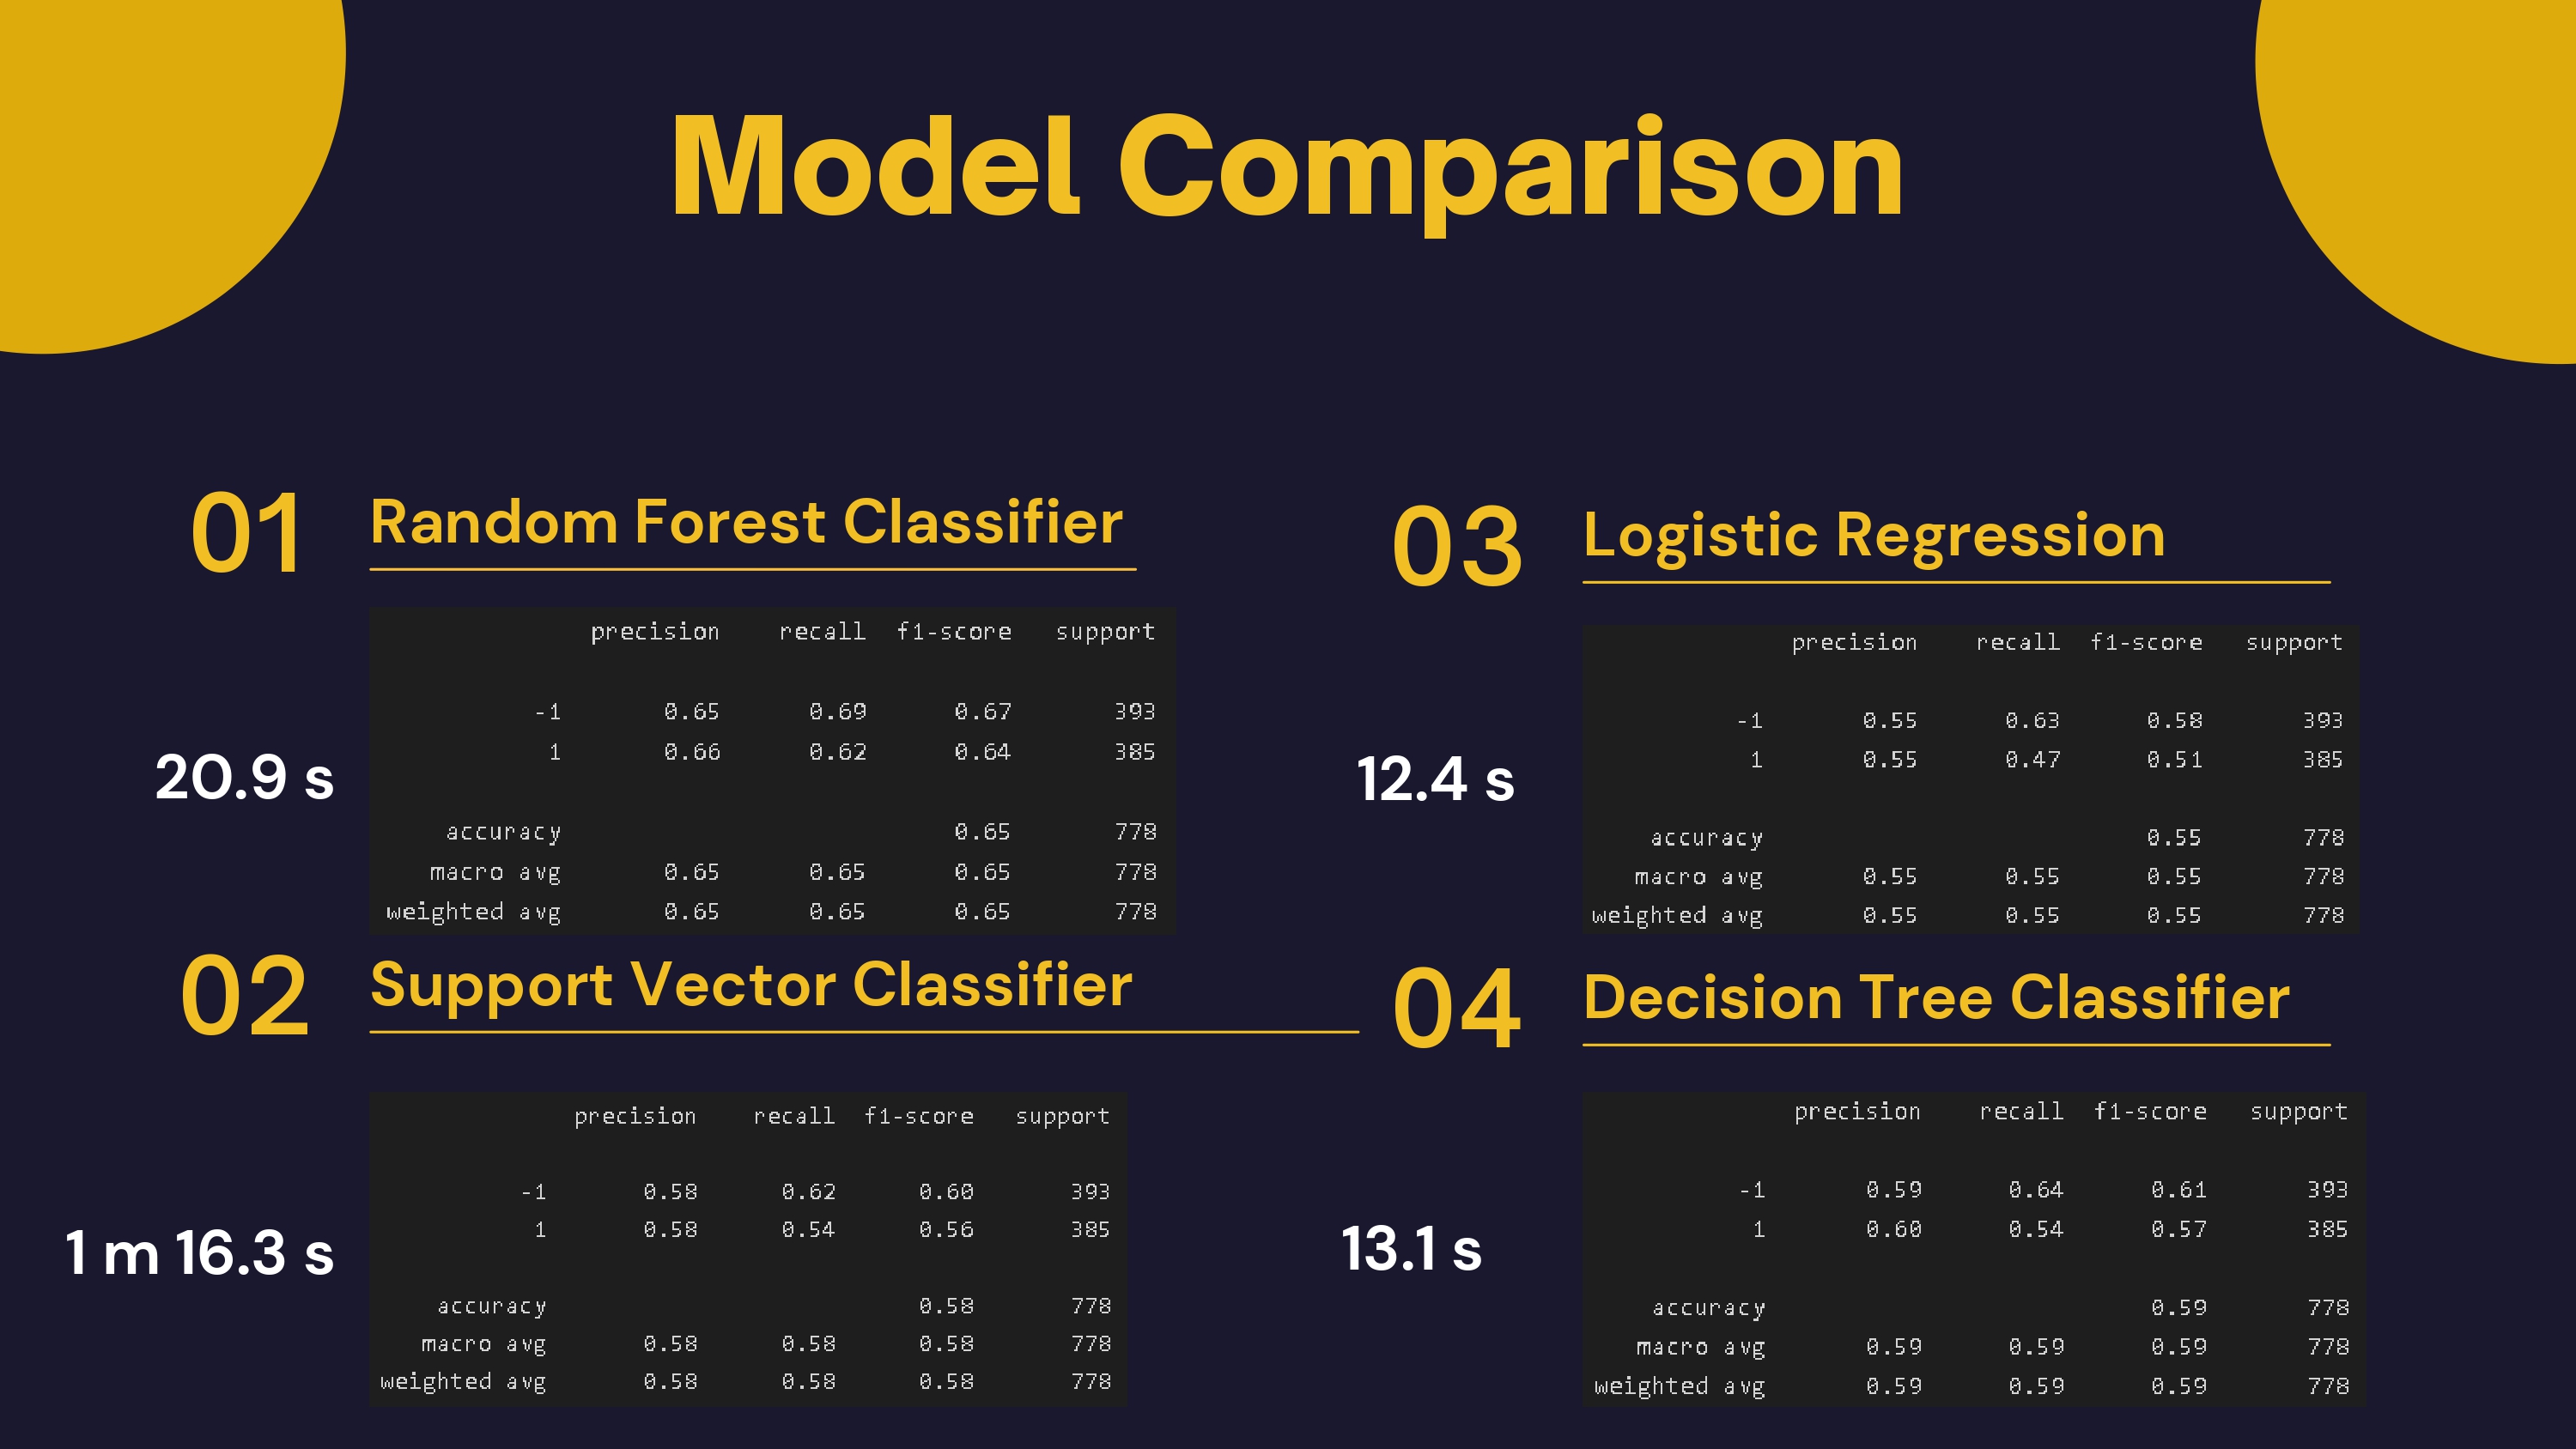 Model Comparison
01 Random Forest Classifier
20.9 s
precision recall f1-score support
-1 0.65 0.69 0.67 393
1 0.66 0.62 0.64 385
accuracy 0.65 778
macro avg 0.65 0.65 0.65 778
weighted avg 0.65 0.65 0.65 778
02 Support Vector Classifier
1 m 16.3 s
precision recall f1-score support
-1 0.58 0.62 0.60 393
1 0.58 0.54 0.56 385
accuracy 0.58 778
macro avg 0.58 0.58 0.58 778
weighted avg 0.58 0.58 0.58 778
03 Logistic Regression
12.4 s
precision recall f1-score support
-1 0.55 0.63 0.58 393
1 0.55 0.47 0.51 385
accuracy 0.55 778
macro avg 0.55 0.55 0.55 778
weighted avg 0.55 0.55 0.55 778
04 Decision Tree Classifier
13.1 s
precision recall f1-score support
-1 0.59 0.64 0.61 393
1 0.60 0.54 0.57 385
accuracy 0.59 778
macro avg 0.59 0.59 0.59 778
weighted avg 0.59 0.59 0.59 778